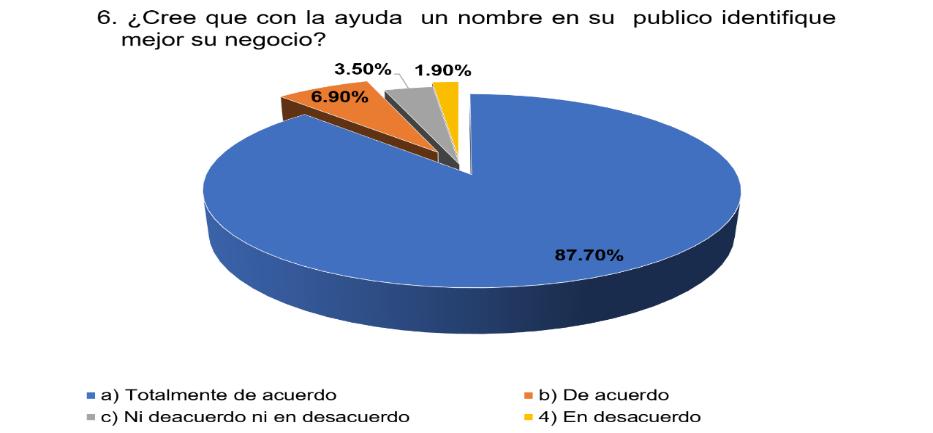 6. ¿Cree que con la ayuda un nombre en su publico identifique
mejor su negocio?
3.50%
1.90%
6.90%
87.70%
a) Totalmente de acuerdo
b) De acuerdo
c) Ni deacuerdo ni en desacuerdo
4) En desacuerdo